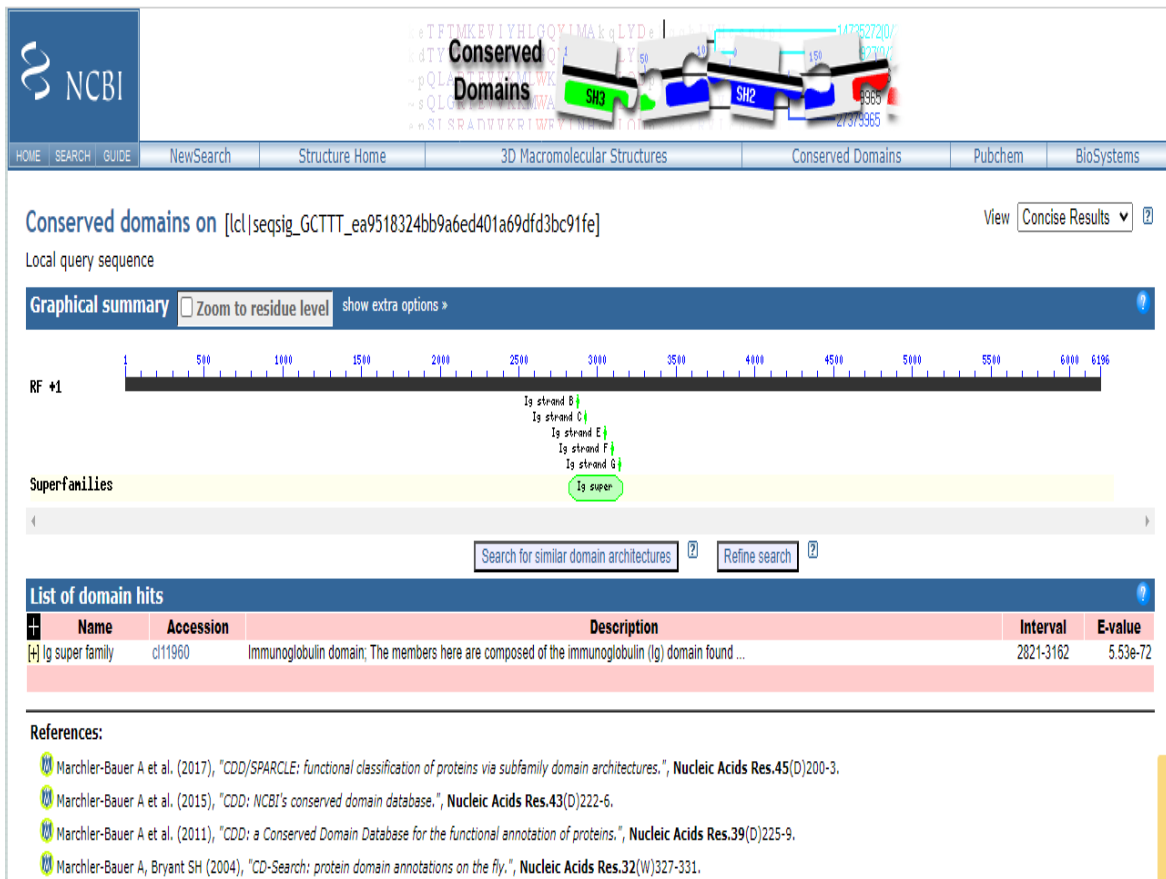 NCBI
Conserved
Domains
SH3
SH2
HOME SEARCH GUIDE NewSearch Structure Home 3D Macromolecular Structures Conserved Domains Pubchem BioSystems
Conserved domains on [lcl|seqsig_GCTTT_ea9518324bb9a6ed401a69dfd3bc91fe]
View Concise Results
Local query sequence
Graphical summary Zoom to residue level show extra options »
1 500 1000 1500 2000 2500 3000 3500 4000 4500 5000 5500 6000 6196
RF +1
Ig strand B
Ig strand C
Ig strand E
Ig strand F
Ig strand G
Superfamilies Ig super
Search for similar domain architectures ? Refine search ?
List of domain hits
+ Name Accession Description Interval E-value
[+] Ig super family cl11960 Immunoglobulin domain; The members here are composed of the immunoglobulin (Ig) domain found ... 2821-3162 5.53e-72
References:
Marchler-Bauer A et al. (2017), "CDD/SPARCLE: functional classification of proteins via subfamily domain architectures.", Nucleic Acids Res.45(D)200-3.
Marchler-Bauer A et al. (2015), "CDD: NCBI's conserved domain database.", Nucleic Acids Res.43(D)222-6.
Marchler-Bauer A et al. (2011), "CDD: a Conserved Domain Database for the functional annotation of proteins.", Nucleic Acids Res.39(D)225-9.
Marchler-Bauer A, Bryant SH (2004), "CD-Search: protein domain annotations on the fly.", Nucleic Acids Res.32(W)327-331.